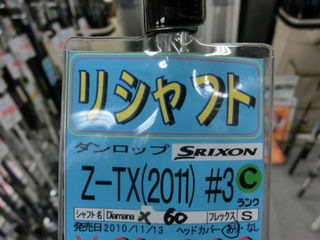 リシャフト
ダンロップ SRIXON
Z-TX(2011) #3 C
ランク
シャフト名 Diamana X 60 フレックス S
発売日 2010/11/13 ヘッドカバー あり・なし